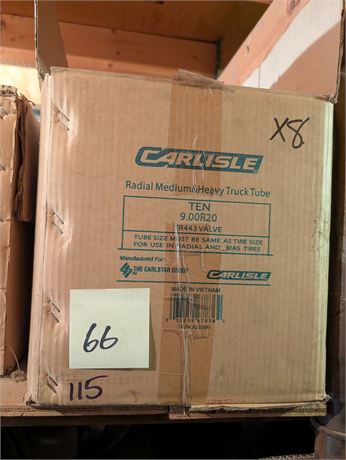 X8
CARLISLE
Radial Medium&Heavy Truck Tube
TEN
9.00R20
TR443 VALVE
TUBE SIZE MUST BE SAME AS TIRE SIZE
FOR USE IN RADIAL AND BIAS TIRES
Manufactured For:
THE CARLSTAR GROUP
CARLISLE
MADE IN VIETNAM
66
115